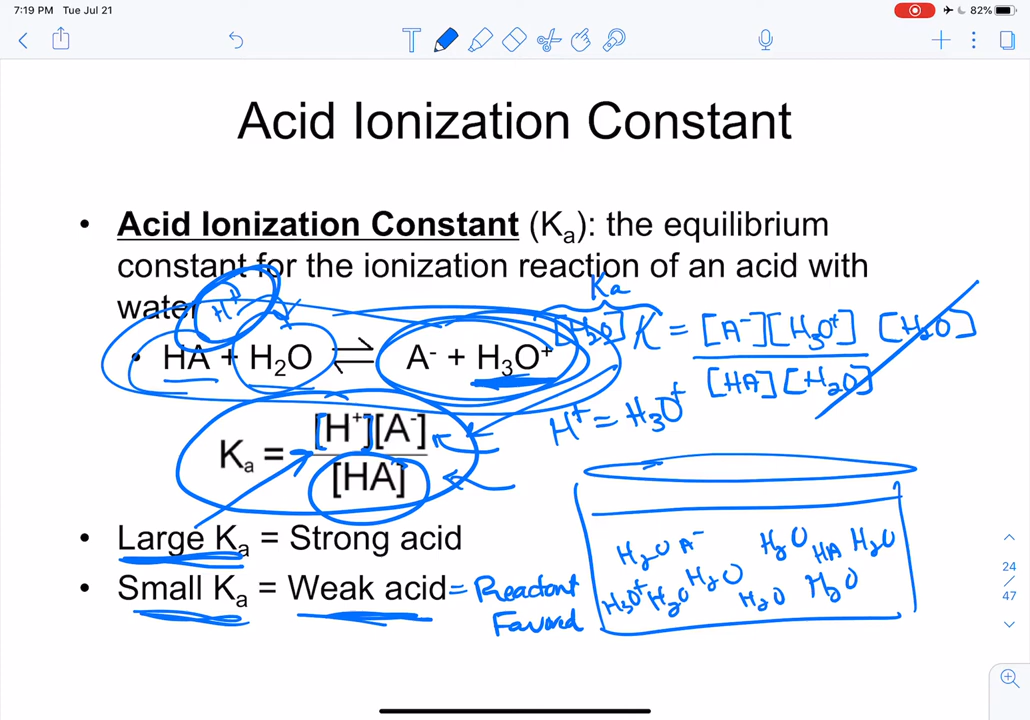 7:19 PM Tue Jul 21
82%
T
Acid Ionization Constant
• Acid Ionization Constant (Kₐ): the equilibrium
constant for the ionization reaction of an acid with
water
H⁺
Kₐ
[H₂O] K = [A⁻][H₃O⁺] [H₂O]
[HA][H₂O]
• HA + H₂O ⇌ A⁻ + H₃O⁺
H⁺ = H₃O⁺
Kₐ = [H⁺][A⁻]
[HA]
• Large Kₐ = Strong acid
• Small Kₐ = Weak acid = Reactant
Favored
H₂O A⁻ H₂O HA H₂O
H₃O⁺ H₂O H₂O H₂O H₂O
24
/
47